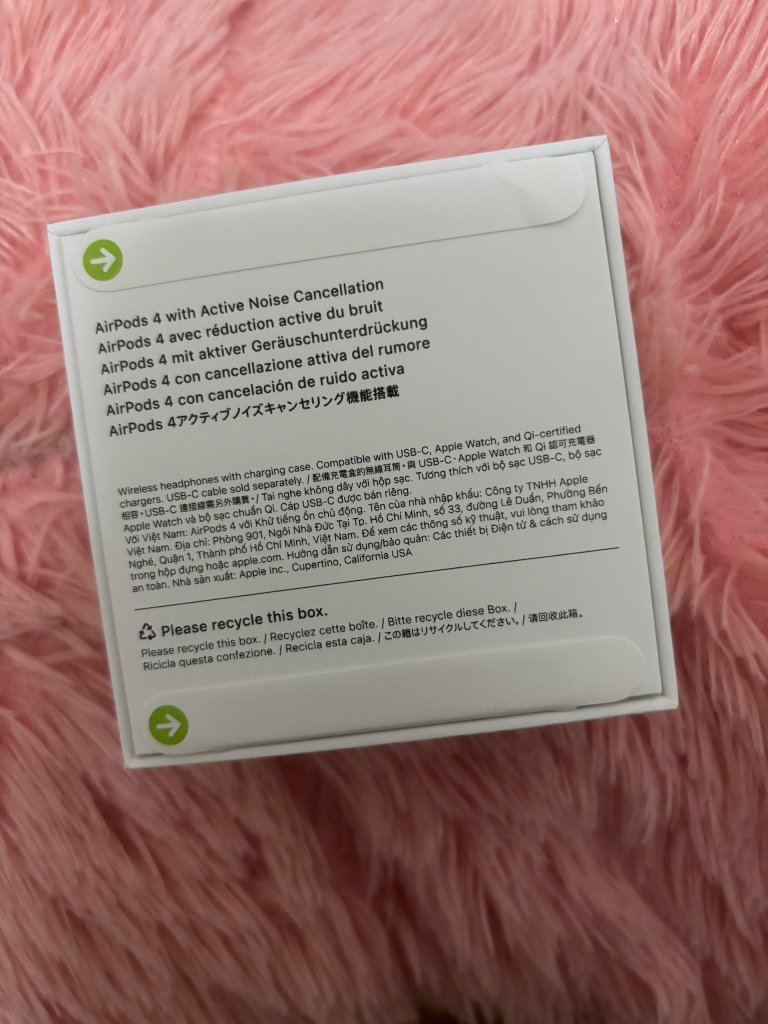 AirPods 4 with Active Noise Cancellation
AirPods 4 avec réduction active du bruit
AirPods 4 mit aktiver Geräuschunterdrückung
AirPods 4 con cancellazione attiva del rumore
AirPods 4 con cancelación de ruido activa
AirPods 4アクティブノイズキャンセリング機能搭載
Wireless headphones with charging case. Compatible with USB-C, Apple Watch, and Qi-certified
chargers. USB-C cable sold separately. / 配備充電盒的無線耳筒。與 USB-C、Apple Watch 和 Qi 認可充電器
相容。USB-C 連接線需另外購買。/ Tai nghe không dây với hộp sạc. Tương thích với bộ sạc USB-C, bộ sạc
Apple Watch và bộ sạc chuẩn Qi. Cáp USB-C được bán riêng.
Với Việt Nam: AirPods 4 với Khử tiếng ồn chủ động. Tên của nhà nhập khẩu: Công ty TNHH Apple
Việt Nam. Địa chỉ: Phòng 901, Ngôi Nhà Đức Tại Tp. Hồ Chí Minh, số 33, đường Lê Duẩn, Phường Bến
Nghé, Quận 1, Thành phố Hồ Chí Minh, Việt Nam. Để xem các thông số kỹ thuật, vui lòng tham khảo
trong hộp đựng hoặc apple.com. Hướng dẫn sử dụng/bảo quản: Các thiết bị Điện tử & cách sử dụng
an toàn. Nhà sản xuất: Apple Inc., Cupertino, California USA
Please recycle this box.
Please recycle this box. / Recyclez cette boîte. / Bitte recycle diese Box. /
Ricicla questa confezione. / Recicla esta caja. / この箱はリサイクルしてください。/ 请回收此箱。